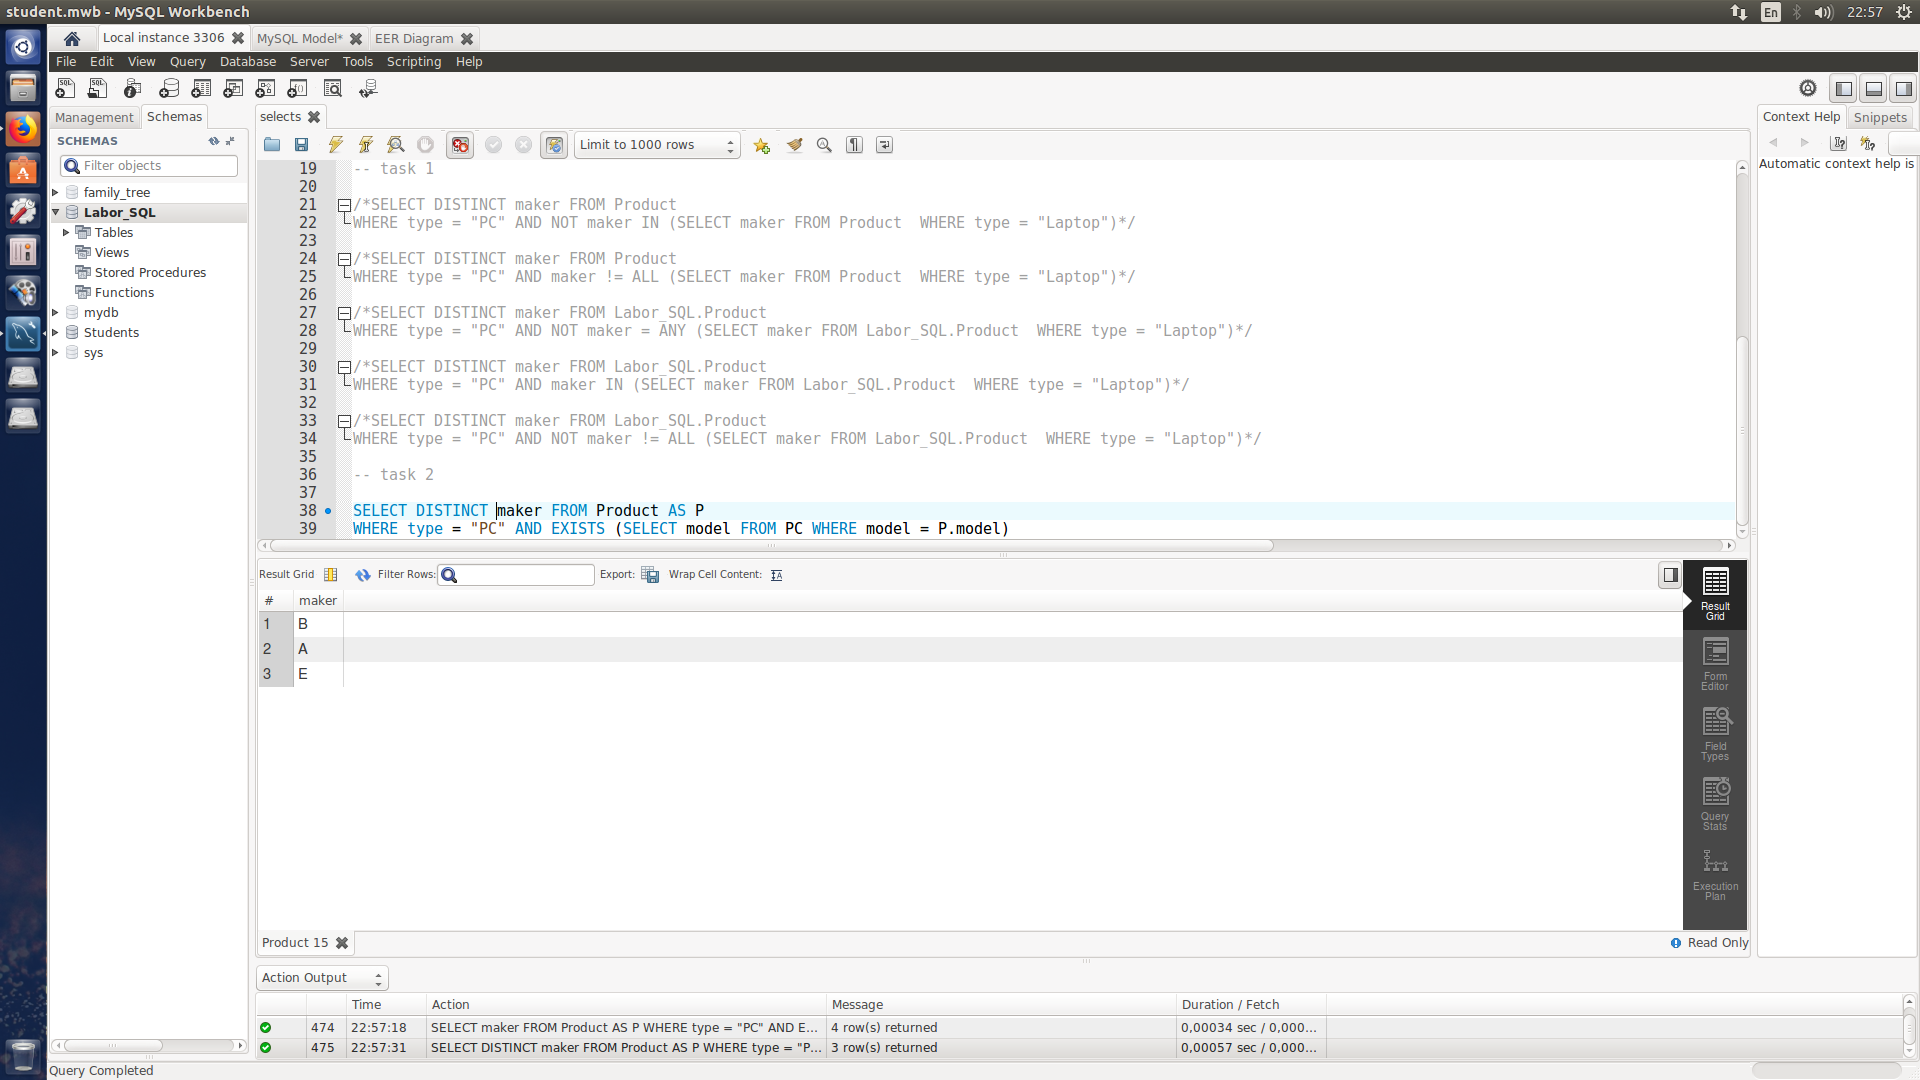 student.mwb - MySQL Workbench
En
22:57
Local instance 3306
MySQL Model*
EER Diagram
File Edit View Query Database Server Tools Scripting Help
Management
Schemas
selects
Context Help
Snippets
SCHEMAS
Filter objects
Limit to 1000 rows
Automatic context help is
family_tree
Labor_SQL
Tables
Views
Stored Procedures
Functions
mydb
Students
sys
19 -- task 1
20
21 /*SELECT DISTINCT maker FROM Product
22 WHERE type = "PC" AND NOT maker IN (SELECT maker FROM Product  WHERE type = "Laptop")*/
23
24 /*SELECT DISTINCT maker FROM Product
25 WHERE type = "PC" AND maker != ALL (SELECT maker FROM Product  WHERE type = "Laptop")*/
26
27 /*SELECT DISTINCT maker FROM Labor_SQL.Product
28 WHERE type = "PC" AND NOT maker = ANY (SELECT maker FROM Labor_SQL.Product  WHERE type = "Laptop")*/
29
30 /*SELECT DISTINCT maker FROM Labor_SQL.Product
31 WHERE type = "PC" AND maker IN (SELECT maker FROM Labor_SQL.Product  WHERE type = "Laptop")*/
32
33 /*SELECT DISTINCT maker FROM Labor_SQL.Product
34 WHERE type = "PC" AND NOT maker != ALL (SELECT maker FROM Labor_SQL.Product  WHERE type = "Laptop")*/
35
36 -- task 2
37
38 SELECT DISTINCT maker FROM Product AS P
39 WHERE type = "PC" AND EXISTS (SELECT model FROM PC WHERE model = P.model)
Result Grid
Filter Rows:
Export:
Wrap Cell Content:
# maker
1 B
2 A
3 E
Result Grid
Form Editor
Field Types
Query Stats
Execution Plan
Product 15
Read Only
Action Output
Time Action Message Duration / Fetch
474 22:57:18 SELECT maker FROM Product AS P WHERE type = "PC" AND E... 4 row(s) returned 0,00034 sec / 0,000...
475 22:57:31 SELECT DISTINCT maker FROM Product AS P WHERE type = "P... 3 row(s) returned 0,00057 sec / 0,000...
Query Completed